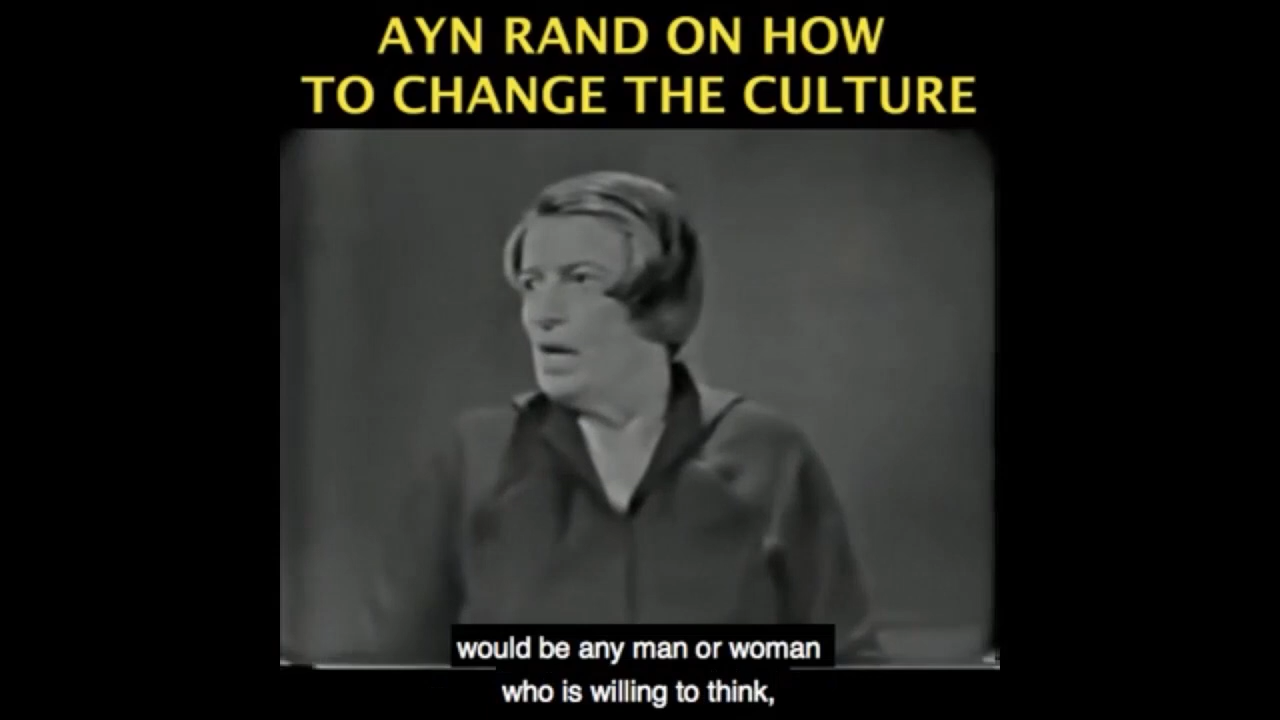 AYN RAND ON HOW
TO CHANGE THE CULTURE
would be any man or woman
who is willing to think,